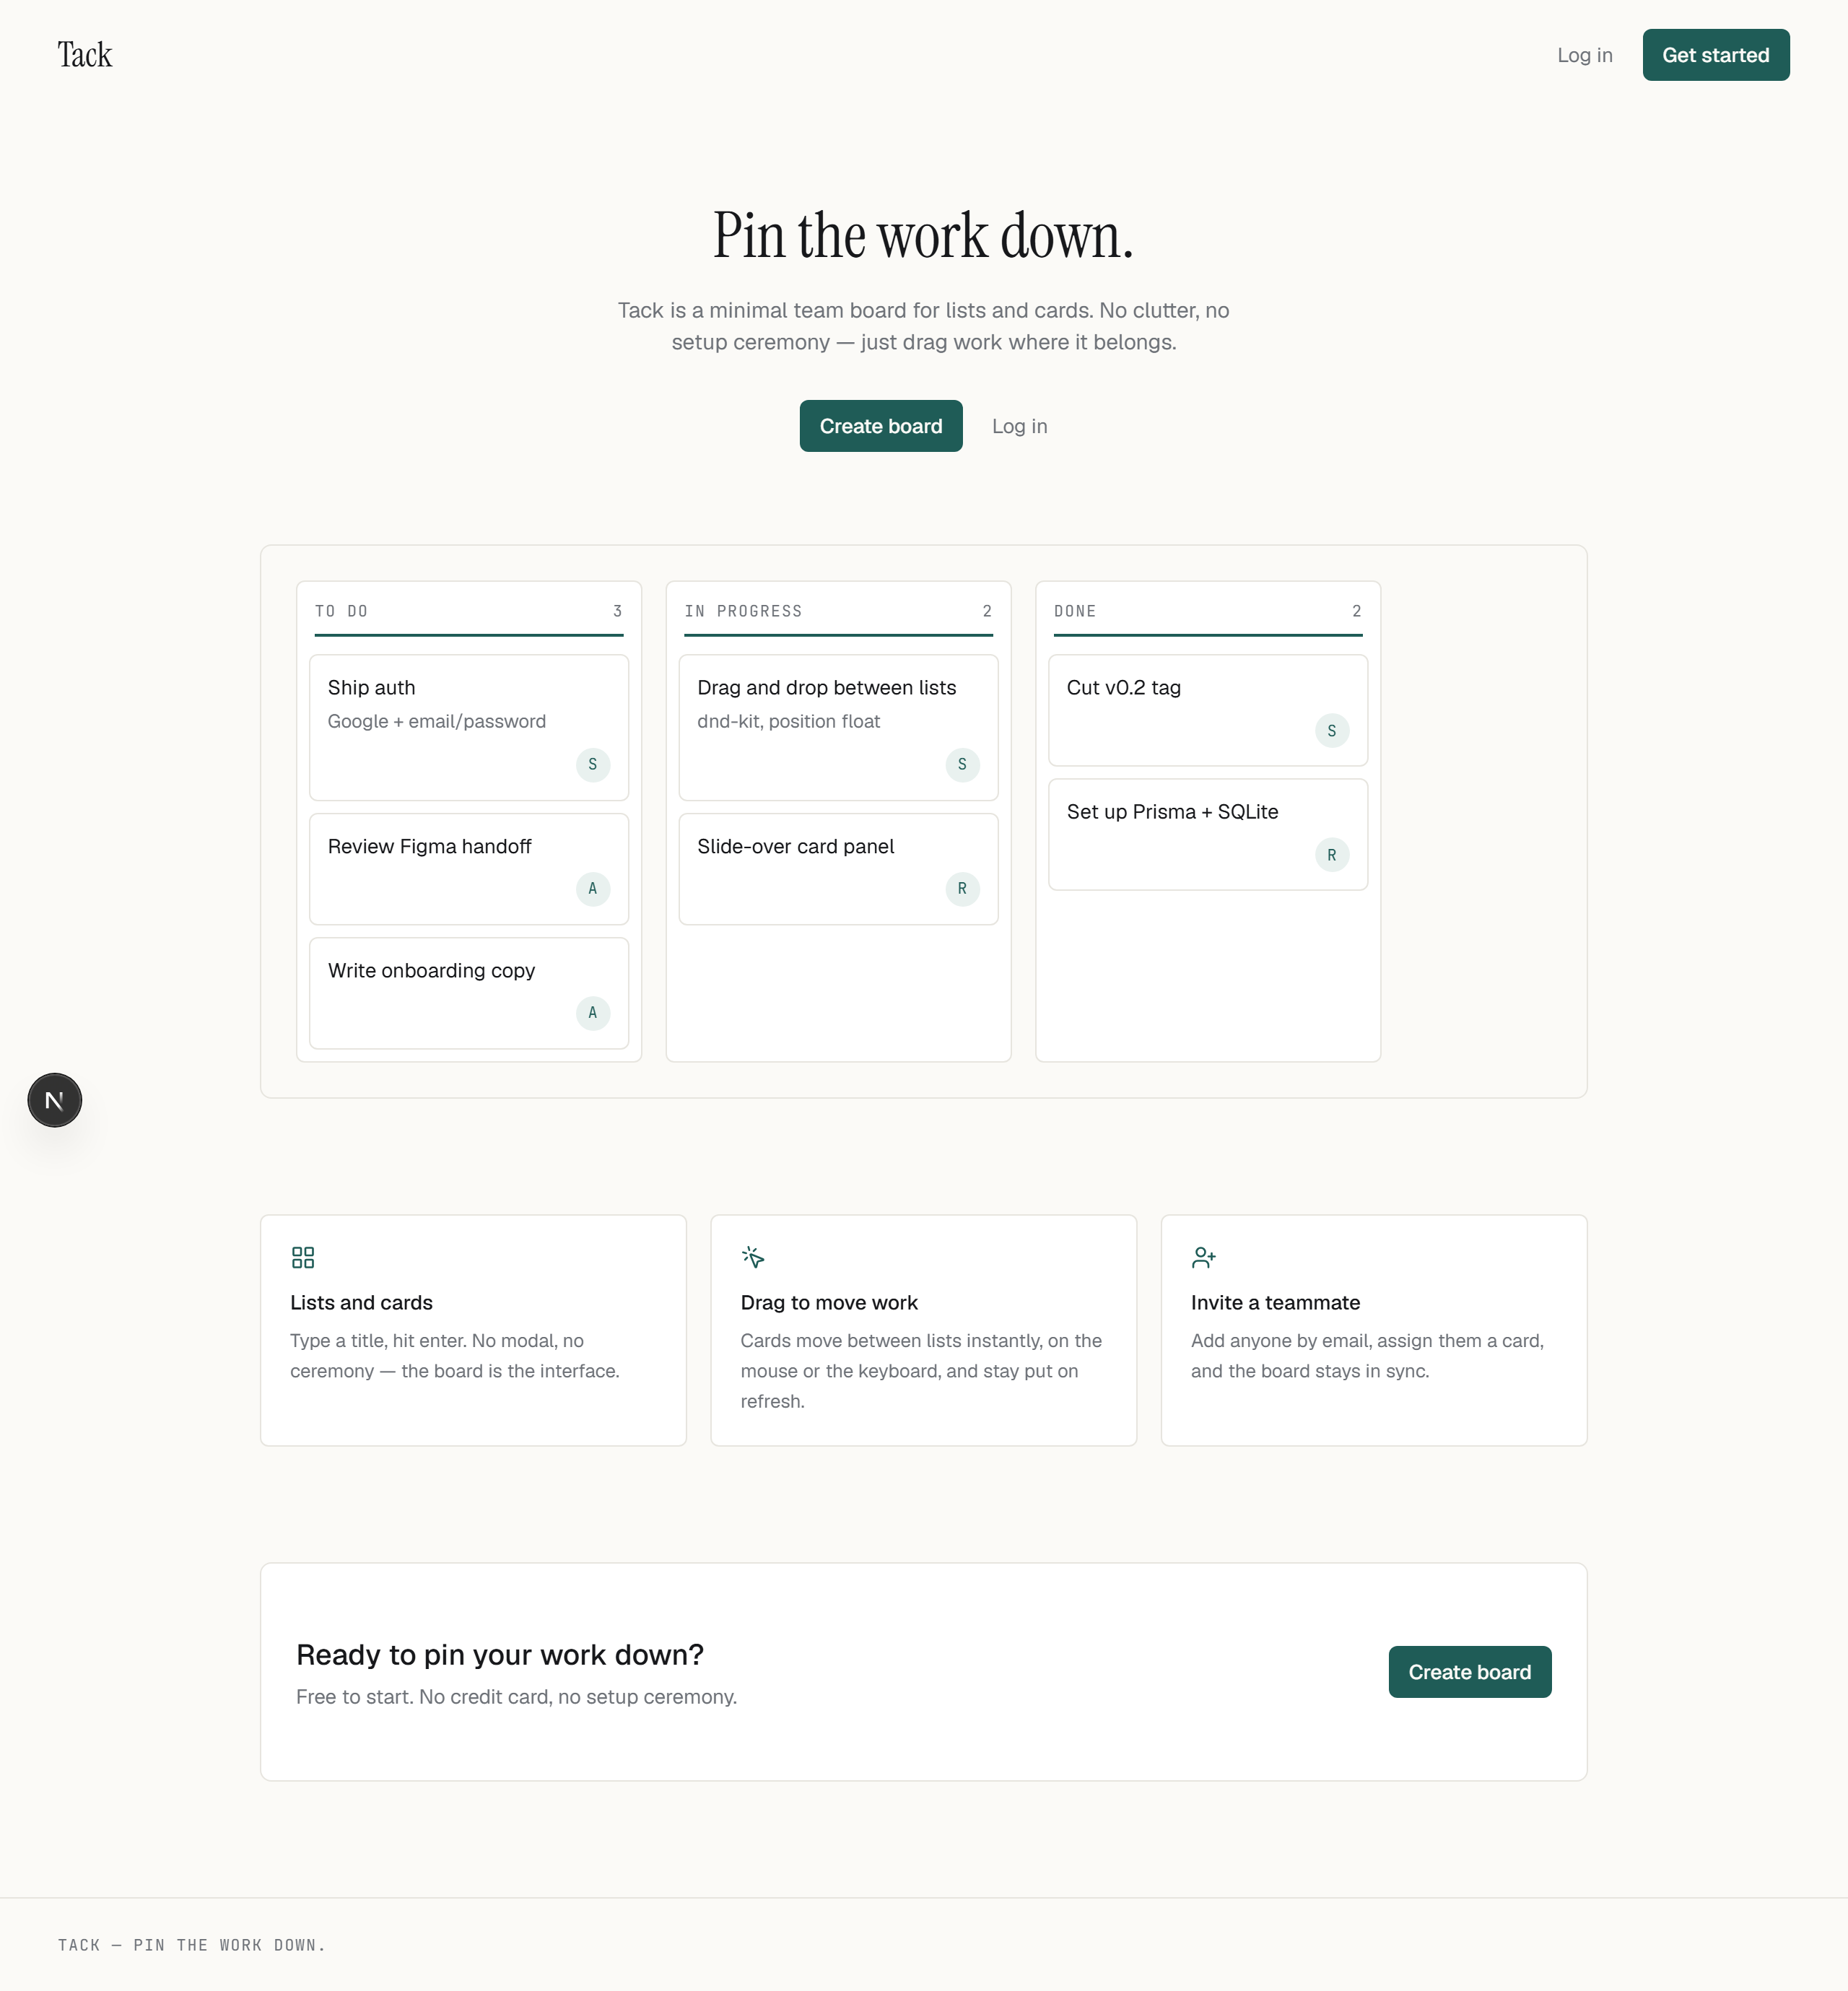 Tack
Log in
Get started
Pin the work down.
Tack is a minimal team board for lists and cards. No clutter, no
setup ceremony — just drag work where it belongs.
Create board
Log in
TO DO
3
Ship auth
Google + email/password
S
Review Figma handoff
A
Write onboarding copy
A
IN PROGRESS
2
Drag and drop between lists
dnd-kit, position float
S
Slide-over card panel
R
DONE
2
Cut v0.2 tag
S
Set up Prisma + SQLite
R
N
Lists and cards
Type a title, hit enter. No modal, no
ceremony — the board is the interface.
Drag to move work
Cards move between lists instantly, on the
mouse or the keyboard, and stay put on
refresh.
Invite a teammate
Add anyone by email, assign them a card,
and the board stays in sync.
Ready to pin your work down?
Free to start. No credit card, no setup ceremony.
Create board
TACK — PIN THE WORK DOWN.